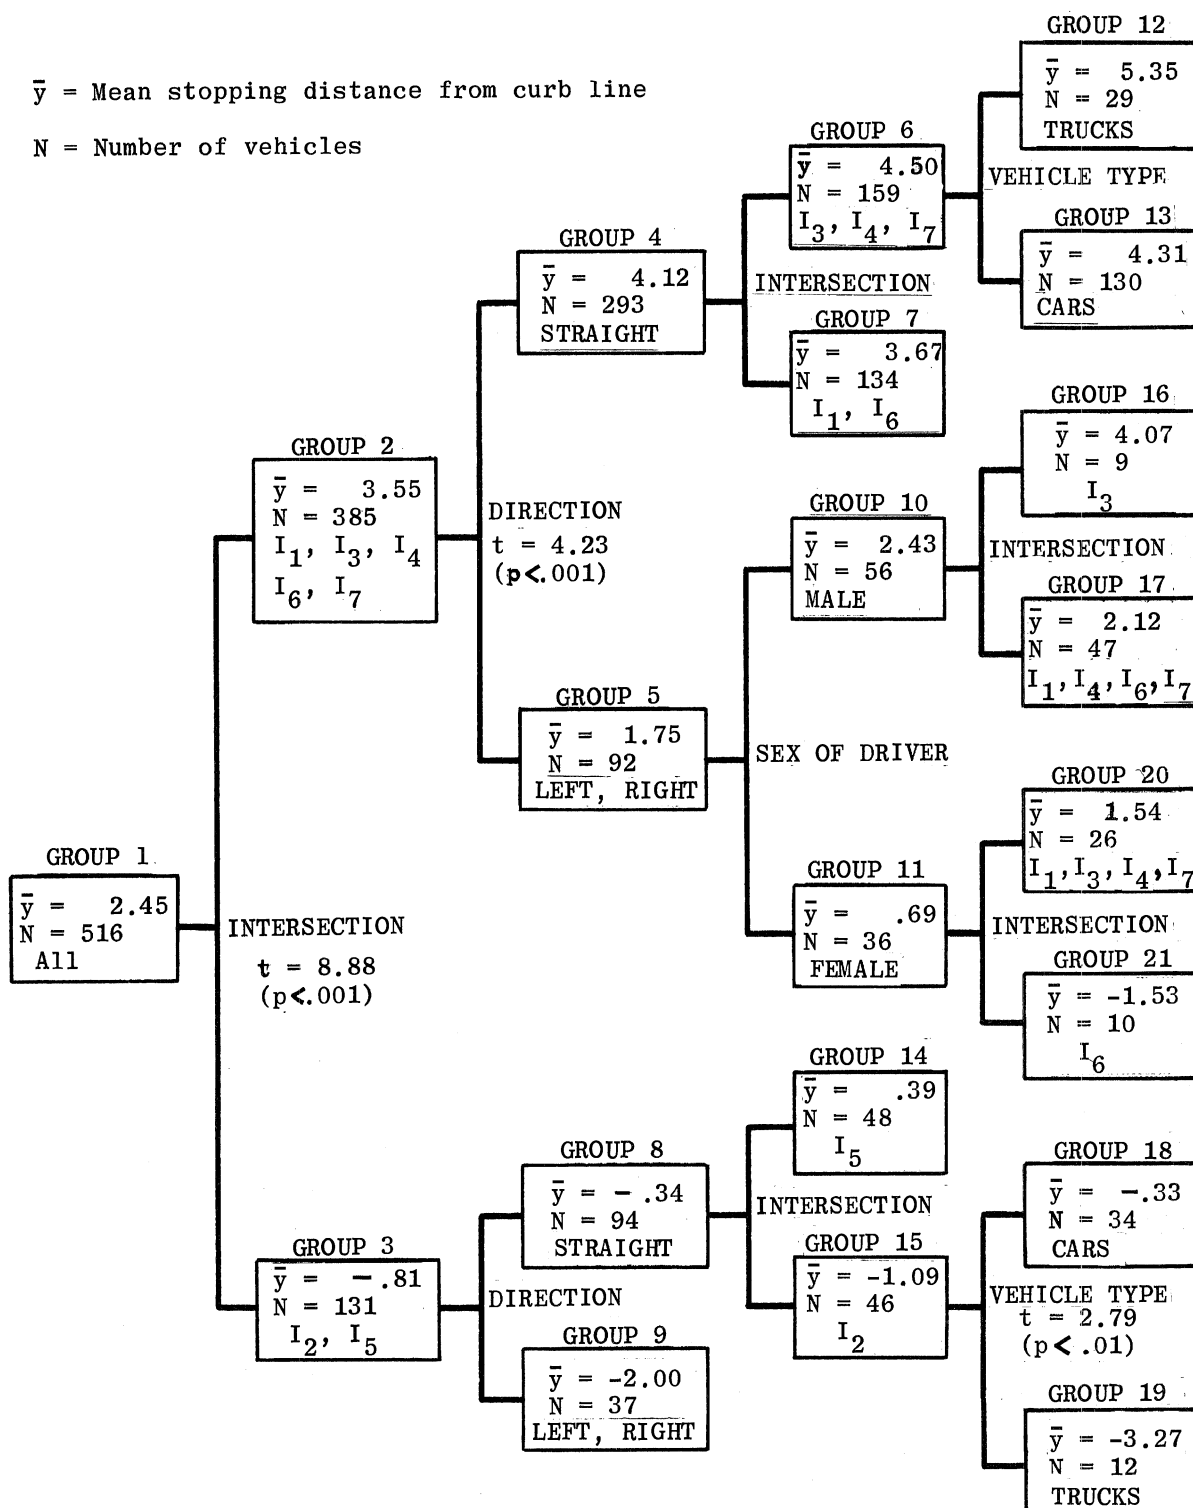 ȳ = Mean stopping distance from curb line
N = Number of vehicles
GROUP 1
ȳ = 2.45
N = 516
All
INTERSECTION
t = 8.88
(p<.001)
GROUP 2
ȳ = 3.55
N = 385
I1, I3, I4
I6, I7
GROUP 3
ȳ = -.81
N = 131
I2, I5
DIRECTION
t = 4.23
(p<.001)
GROUP 4
ȳ = 4.12
N = 293
STRAIGHT
GROUP 5
ȳ = 1.75
N = 92
LEFT, RIGHT
DIRECTION
GROUP 8
ȳ = -.34
N = 94
STRAIGHT
GROUP 9
ȳ = -2.00
N = 37
LEFT, RIGHT
INTERSECTION
GROUP 6
ȳ = 4.50
N = 159
I3, I4, I7
GROUP 7
ȳ = 3.67
N = 134
I1, I6
SEX OF DRIVER
GROUP 10
ȳ = 2.43
N = 56
MALE
GROUP 11
ȳ = .69
N = 36
FEMALE
INTERSECTION
GROUP 14
ȳ = .39
N = 48
I5
GROUP 15
ȳ = -1.09
N = 46
I2
VEHICLE TYPE
GROUP 12
ȳ = 5.35
N = 29
TRUCKS
GROUP 13
ȳ = 4.31
N = 130
CARS
INTERSECTION
GROUP 16
ȳ = 4.07
N = 9
I3
GROUP 17
ȳ = 2.12
N = 47
I1, I4, I6, I7
INTERSECTION
GROUP 20
ȳ = 1.54
N = 26
I1, I3, I4, I7
GROUP 21
ȳ = -1.53
N = 10
I6
VEHICLE TYPE
t = 2.79
(p< .01)
GROUP 18
ȳ = -.33
N = 34
CARS
GROUP 19
ȳ = -3.27
N = 12
TRUCKS